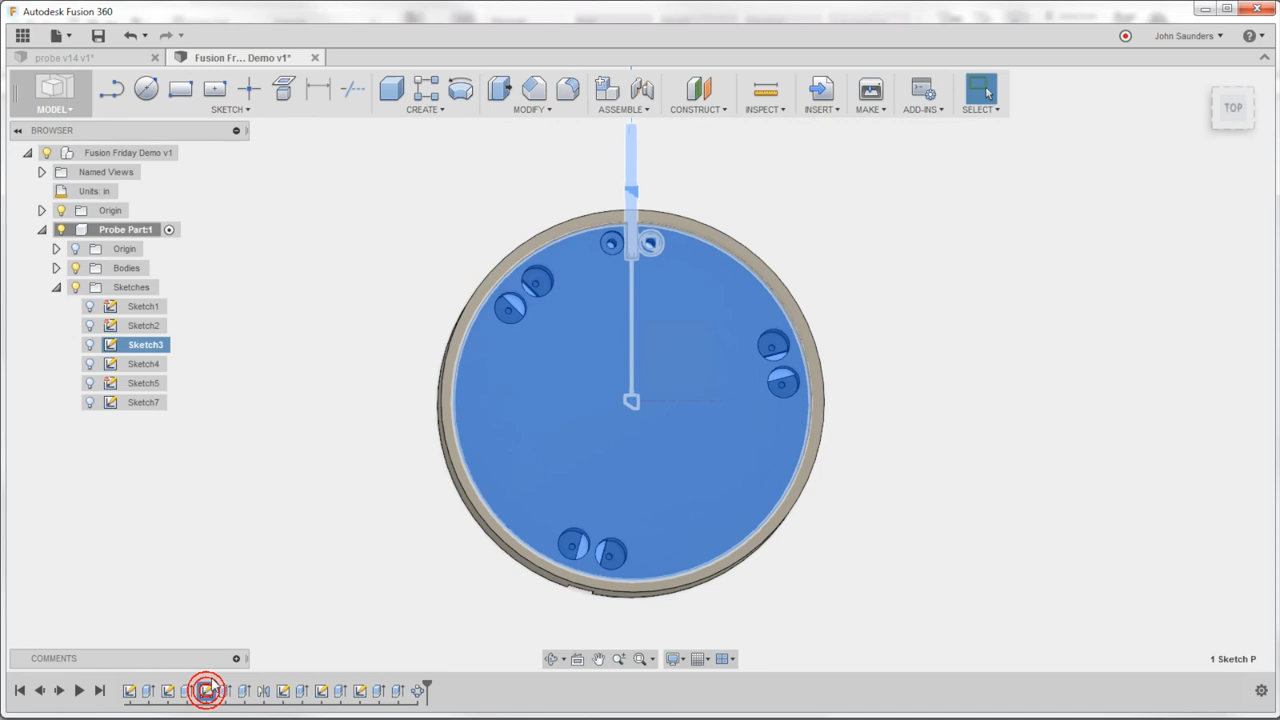 Autodesk Fusion 360
John Saunders
probe v14 v1*
Fusion Fr... Demo v1*
MODEL
SKETCH
CREATE
MODIFY
ASSEMBLE
CONSTRUCT
INSPECT
INSERT
MAKE
ADD-INS
SELECT
TOP
BROWSER
Fusion Friday Demo v1
Named Views
Units: in
Origin
Probe Part:1
Origin
Bodies
Sketches
Sketch1
Sketch2
Sketch3
Sketch4
Sketch5
Sketch7
COMMENTS
1 Sketch P